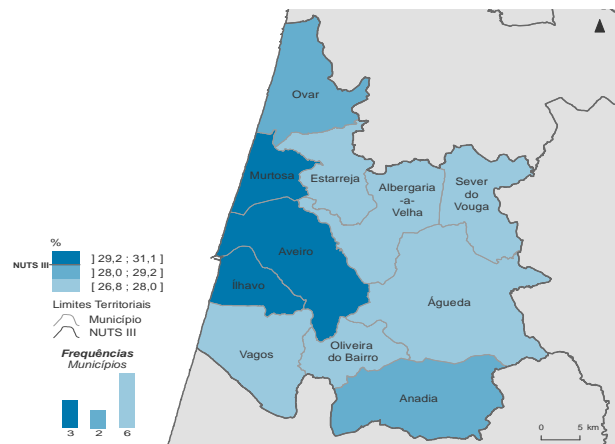 Ovar
Murtosa
Estarreja
Albergaria
-a-
Velha
Sever
do
Vouga
Aveiro
Ílhavo
Águeda
Vagos
Oliveira
do Bairro
Anadia
%
NUTS III
] 29,2 ; 31,1 ]
] 28,0 ; 29,2 ]
[ 26,8 ; 28,0 ]
Limites Territoriais
Município
NUTS III
Frequências
Municípios
3 2 6
0 5 km